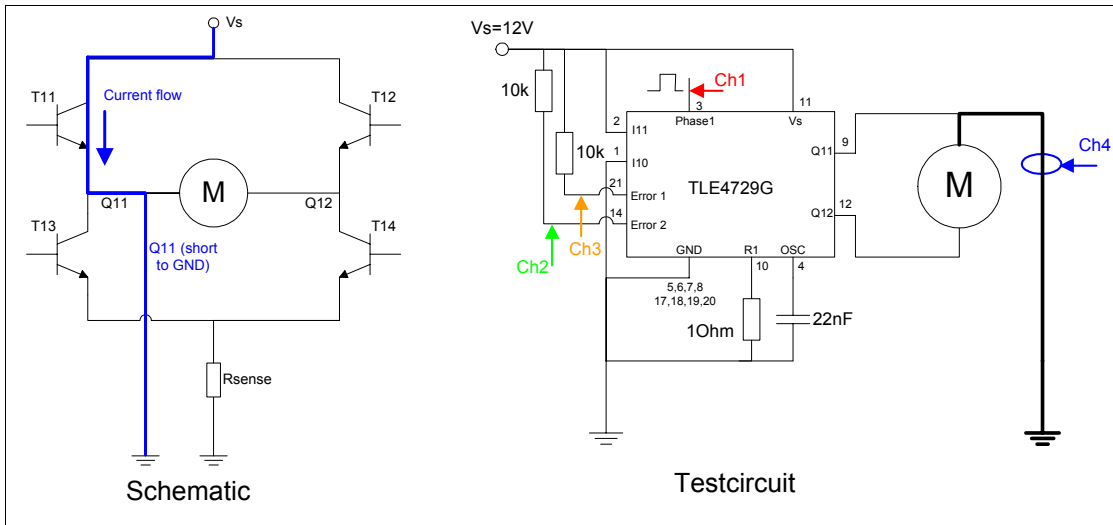 Vs
T11
Current flow
T12
M
Q11
Q12
T13
T14
Q11 (short
to GND)
Rsense
Schematic
Vs=12V
10k
10k
Ch1
3
Phase1
11
Vs
2
I11
1
I10
21
Error 1
14
Error 2
TLE4729G
Q11
9
Q12
12
M
Ch4
Ch3
Ch2
GND
5,6,7,8
17,18,19,20
R1
10
OSC
4
1Ohm
22nF
Testcircuit